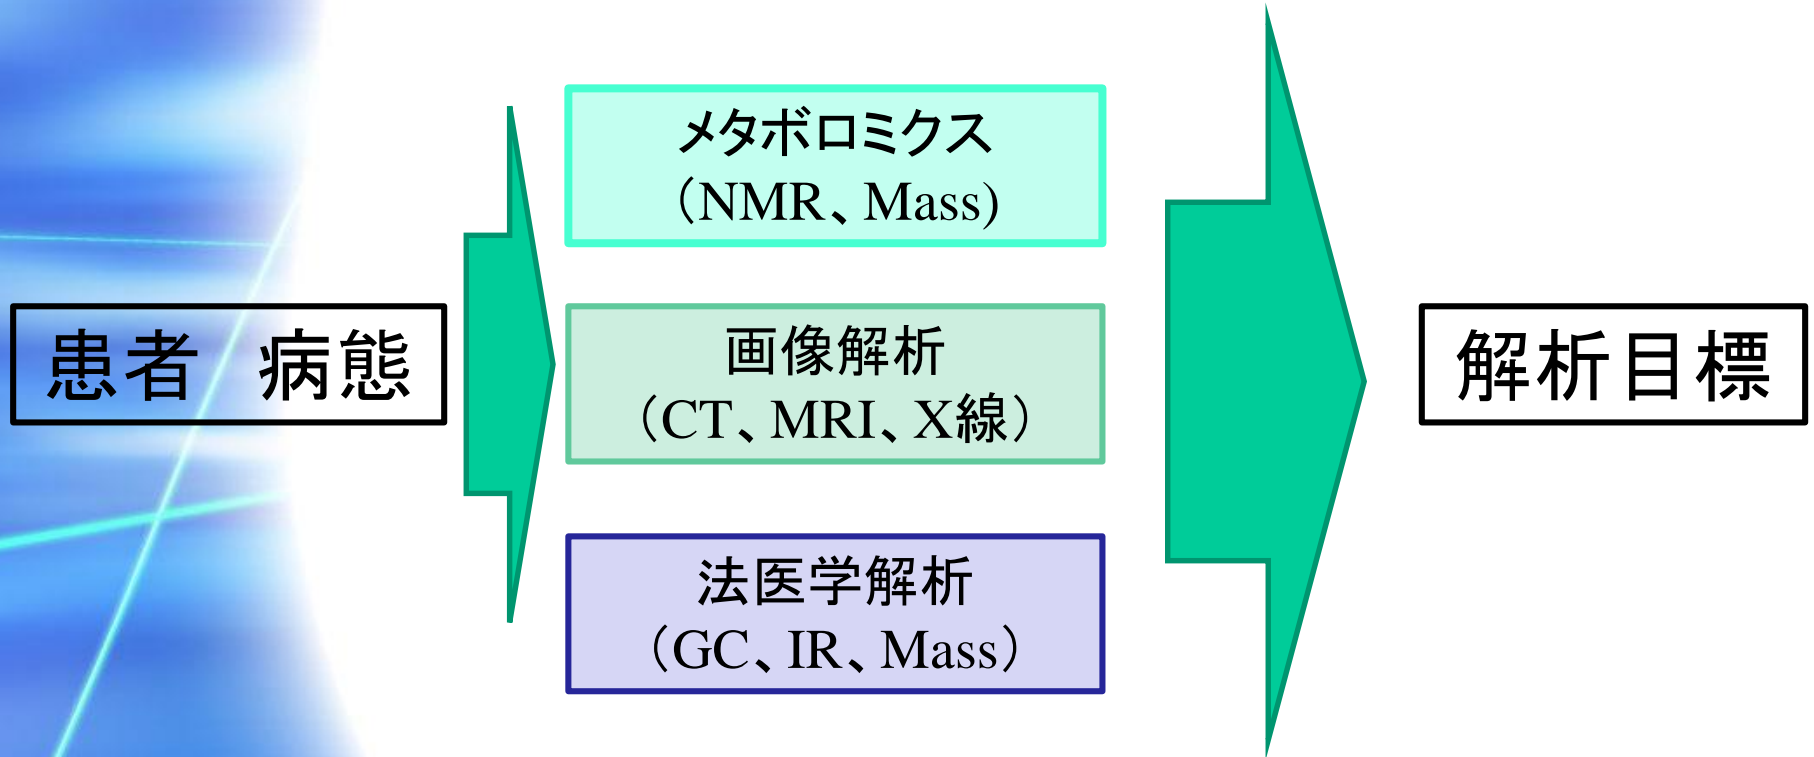 患者　病態
メタボロミクス
（NMR、Mass)
画像解析
（CT、MRI、X線）
法医学解析
（GC、IR、Mass）
解析目標